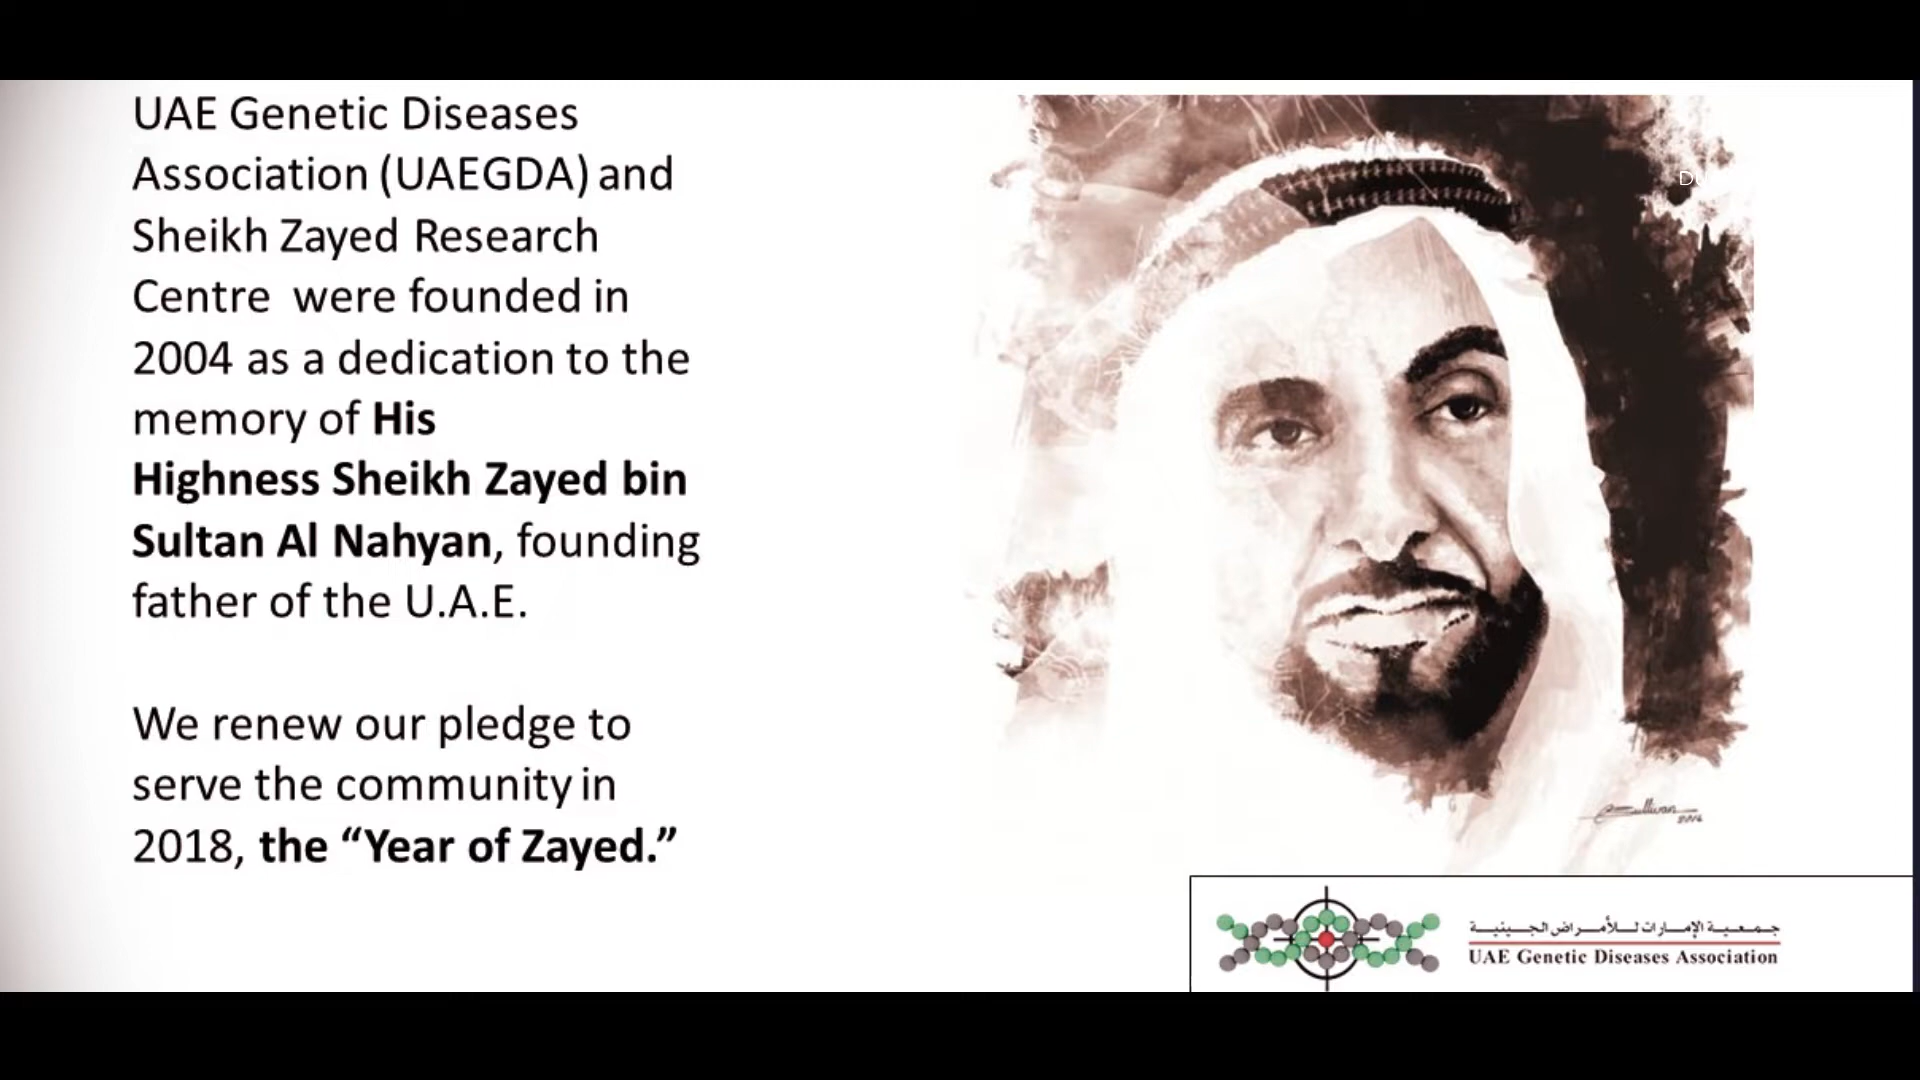 UAE Genetic Diseases
Association (UAEGDA) and
Sheikh Zayed Research
Centre were founded in
2004 as a dedication to the
memory of His
Highness Sheikh Zayed bin
Sultan Al Nahyan, founding
father of the U.A.E.
We renew our pledge to
serve the community in
2018, the “Year of Zayed.”
جمعية الإمارات للأمراض الجينية
UAE Genetic Diseases Association